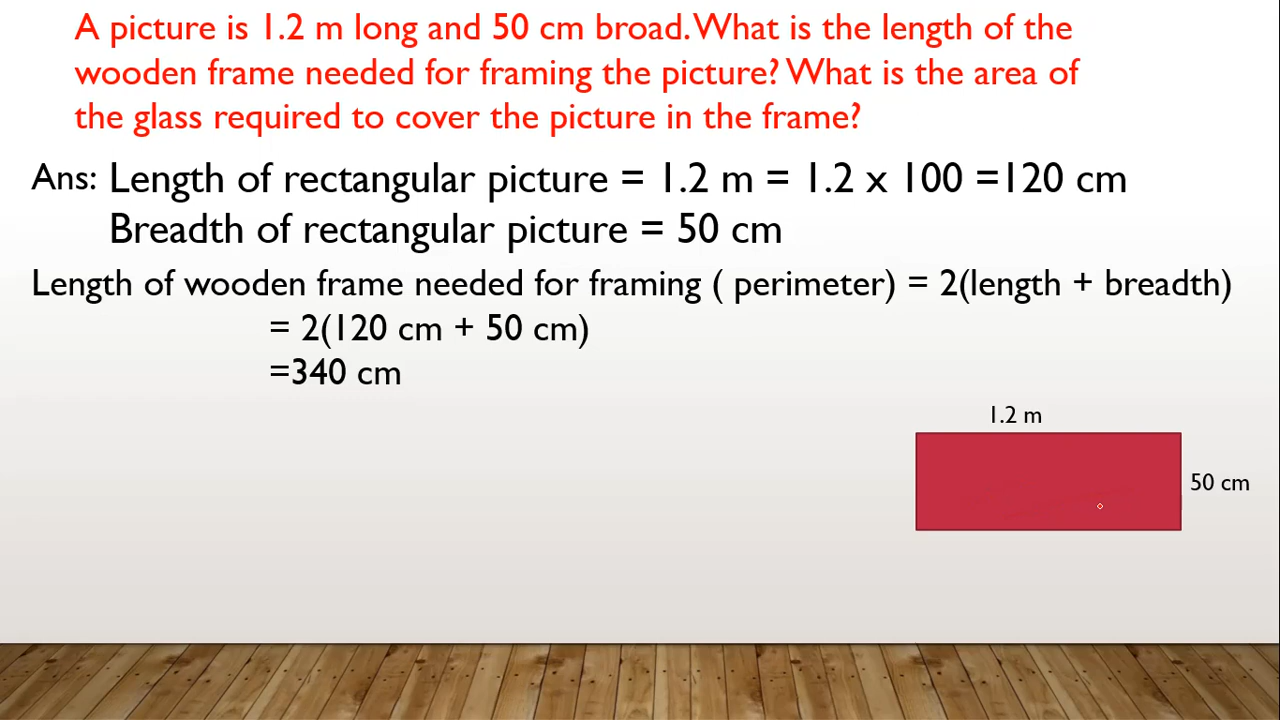 A picture is 1.2 m long and 50 cm broad. What is the length of the
wooden frame needed for framing the picture? What is the area of
the glass required to cover the picture in the frame?
Ans: Length of rectangular picture = 1.2 m = 1.2 x 100 =120 cm
Breadth of rectangular picture = 50 cm
Length of wooden frame needed for framing ( perimeter) = 2(length + breadth)
= 2(120 cm + 50 cm)
=340 cm
1.2 m
50 cm